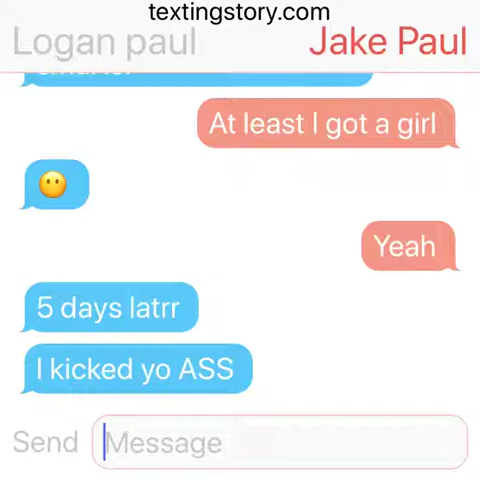 textingstory.com
Logan paul
Jake Paul
At least I got a girl
😶
Yeah
5 days latrr
I kicked yo ASS
Send
Message